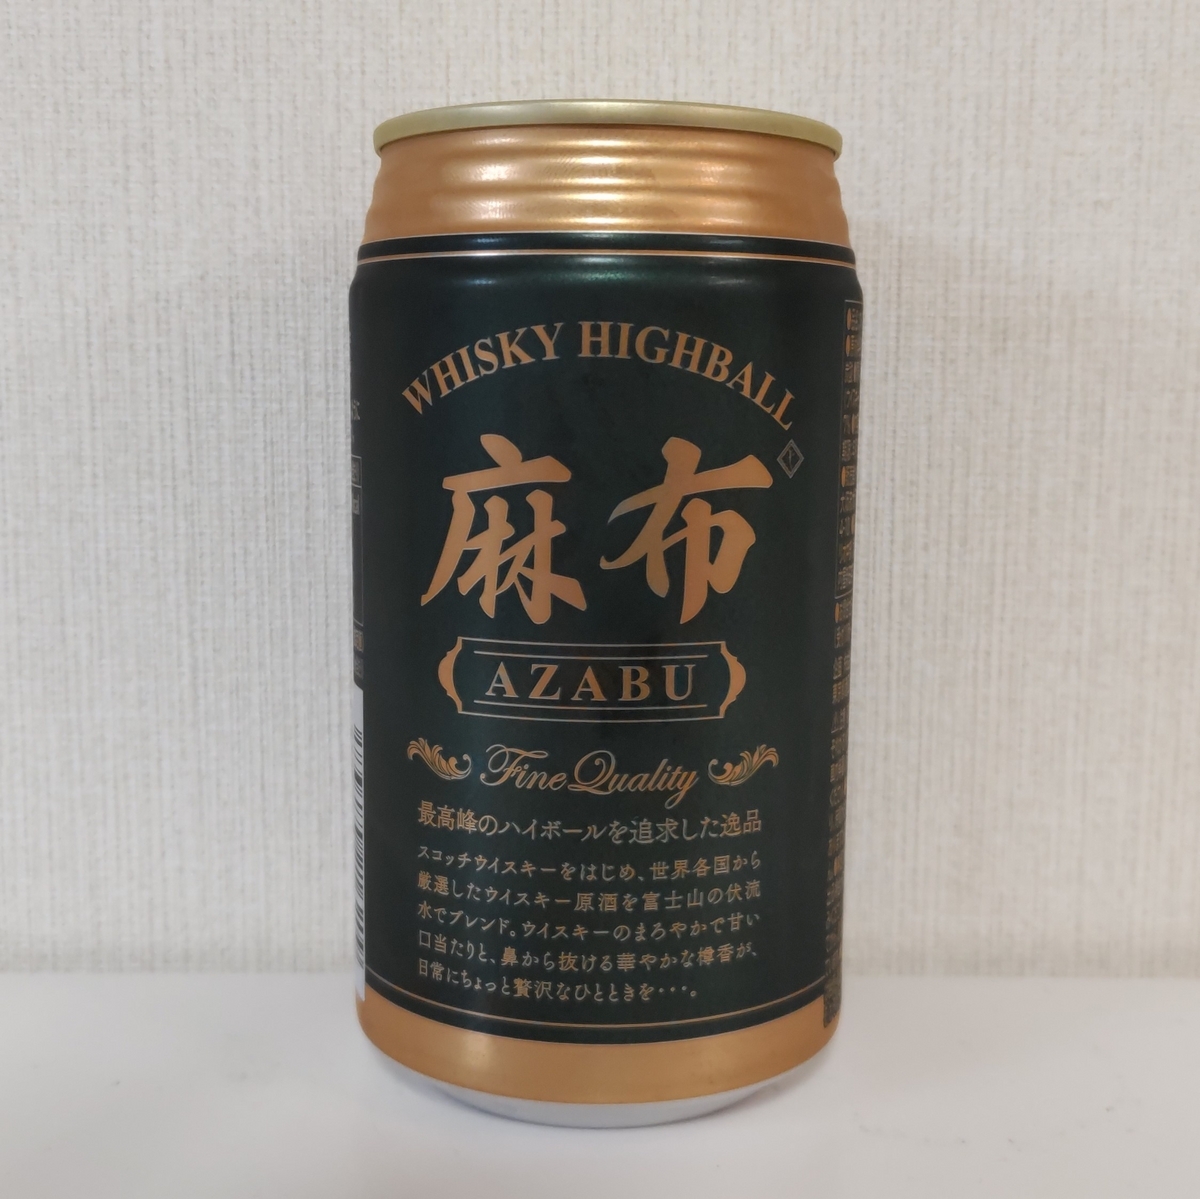 WHISKY HIGHBALL
麻布
AZABU
Fine Quality
最高峰のハイボールを追求した逸品
スコッチウイスキーをはじめ、世界各国から
厳選したウイスキー原酒を富士山の伏流
水でブレンド。ウイスキーのまろやかで甘い
口当たりと、鼻から抜ける華やかな樽香が、
日常にちょっと贅沢なひとときを・・・。